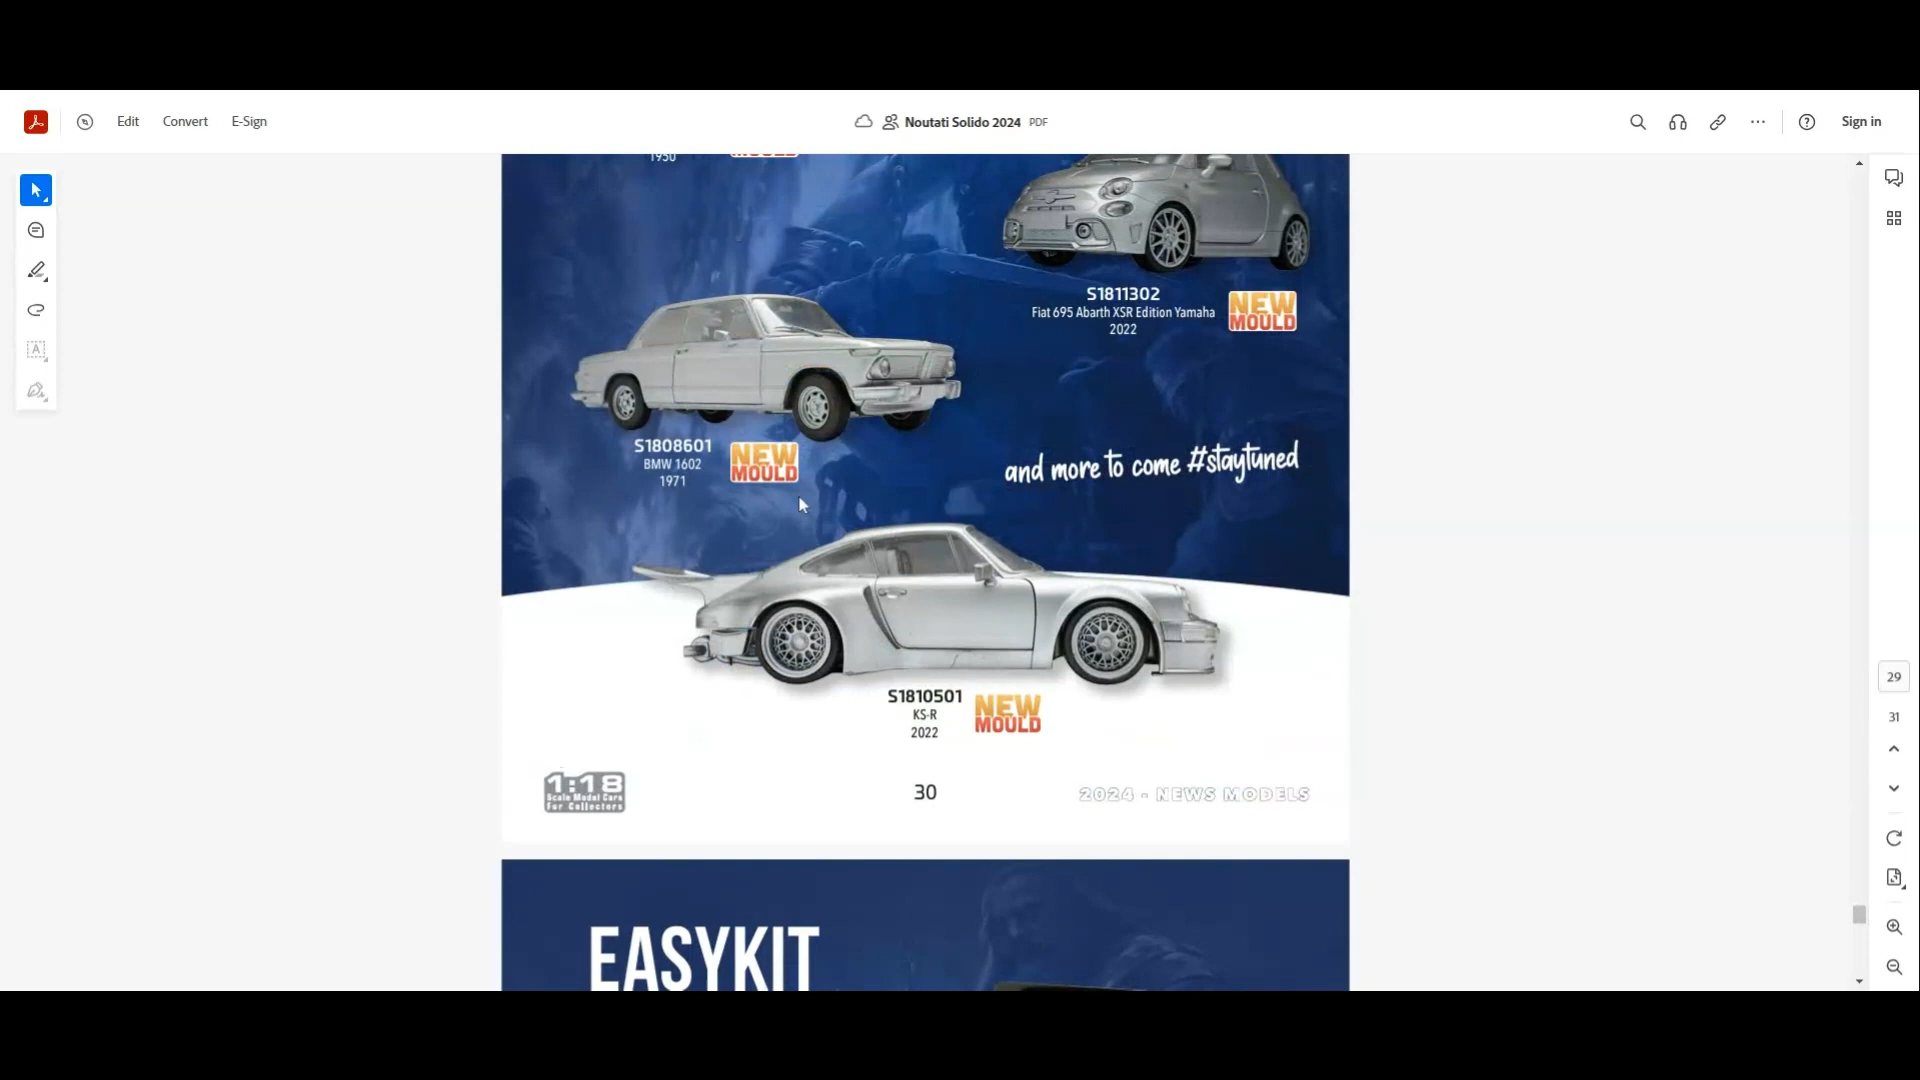 Edit
Convert
E-Sign
Noutati Solido 2024 PDF
Sign in
1950
S1811302
Fiat 695 Abarth XSR Edition Yamaha
2022
NEW
MOULD
S1808601
BMW 1602
1971
NEW
MOULD
and more to come #staytuned
S1810501
KS-R
2022
NEW
MOULD
1:18
Scale Model Cars
For Collectors
30
2024 - NEWS MODELS
EASYKIT
29
31